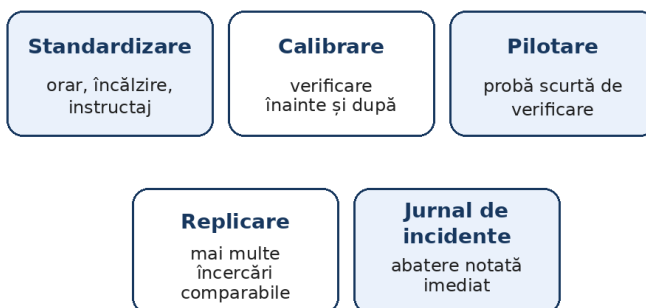 Standardizare
orar, încălzire,
instructaj
Calibrare
verificare
înainte și după
Pilotare
probă scurtă de
verificare
Replicare
mai multe
încercări
comparabile
Jurnal de
incidente
abatere notată
imediat